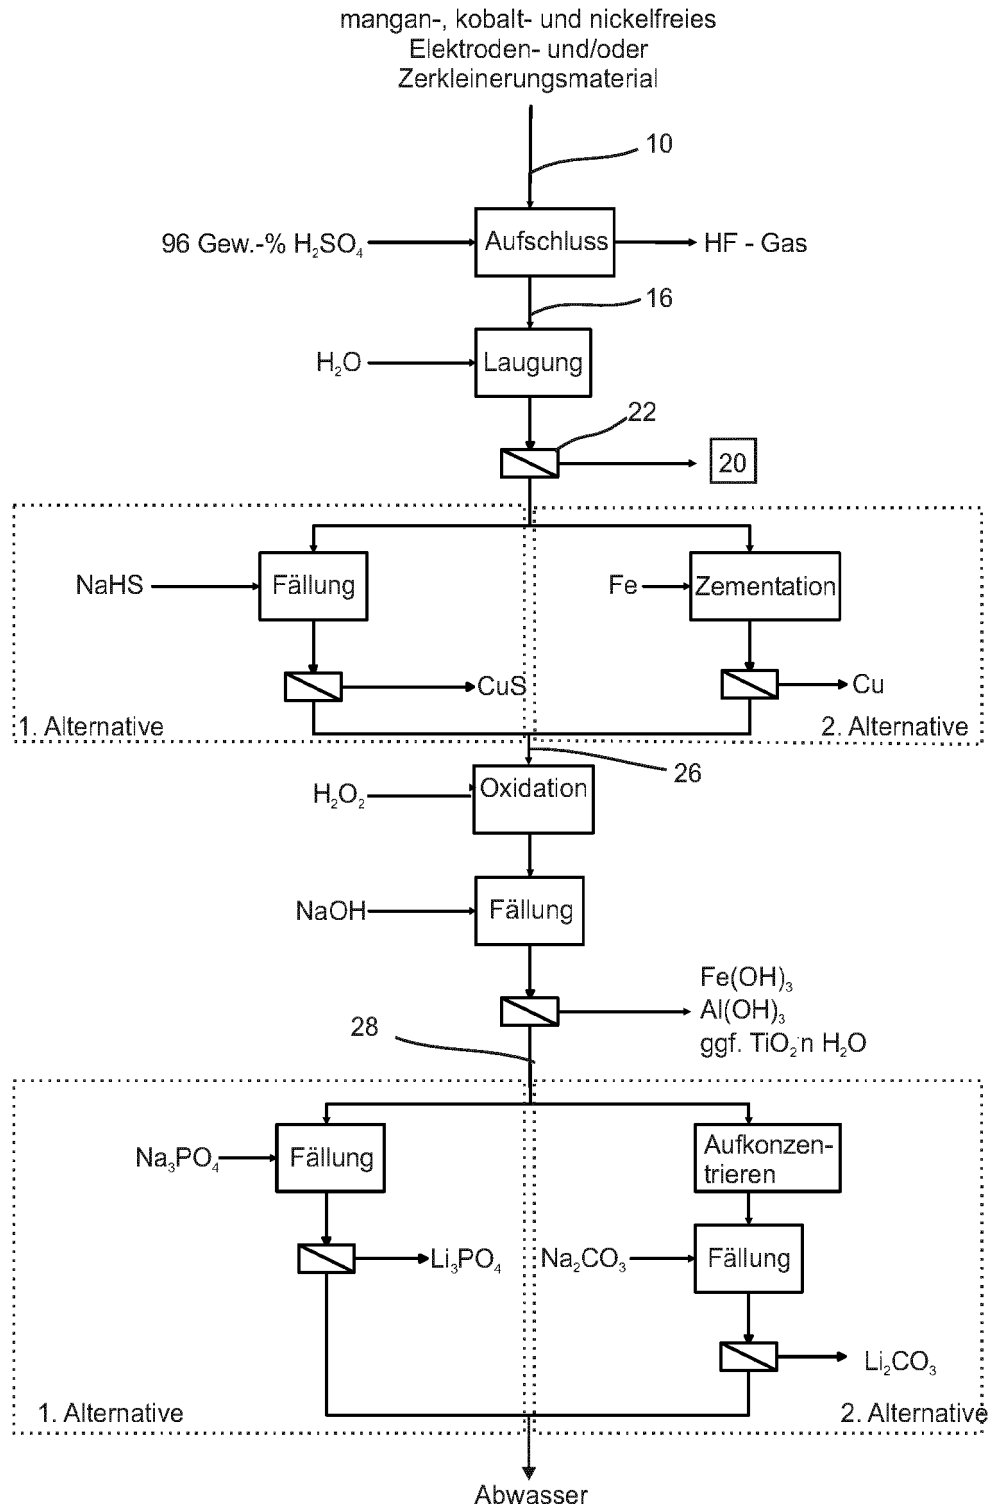 mangan-, kobalt- und nickelfreies
Elektroden- und/oder
Zerkleinerungsmaterial
10
96 Gew.-% H₂SO₄
Aufschluss
HF - Gas
16
H₂O
Laugung
22
20
NaHS
Fällung
Fe
Zementation
CuS
Cu
1. Alternative
2. Alternative
26
H₂O₂
Oxidation
NaOH
Fällung
Fe(OH)₃
Al(OH)₃
ggf. TiO₂·n H₂O
28
Na₃PO₄
Fällung
Aufkonzen-
trieren
Li₃PO₄
Na₂CO₃
Fällung
Li₂CO₃
1. Alternative
2. Alternative
Abwasser